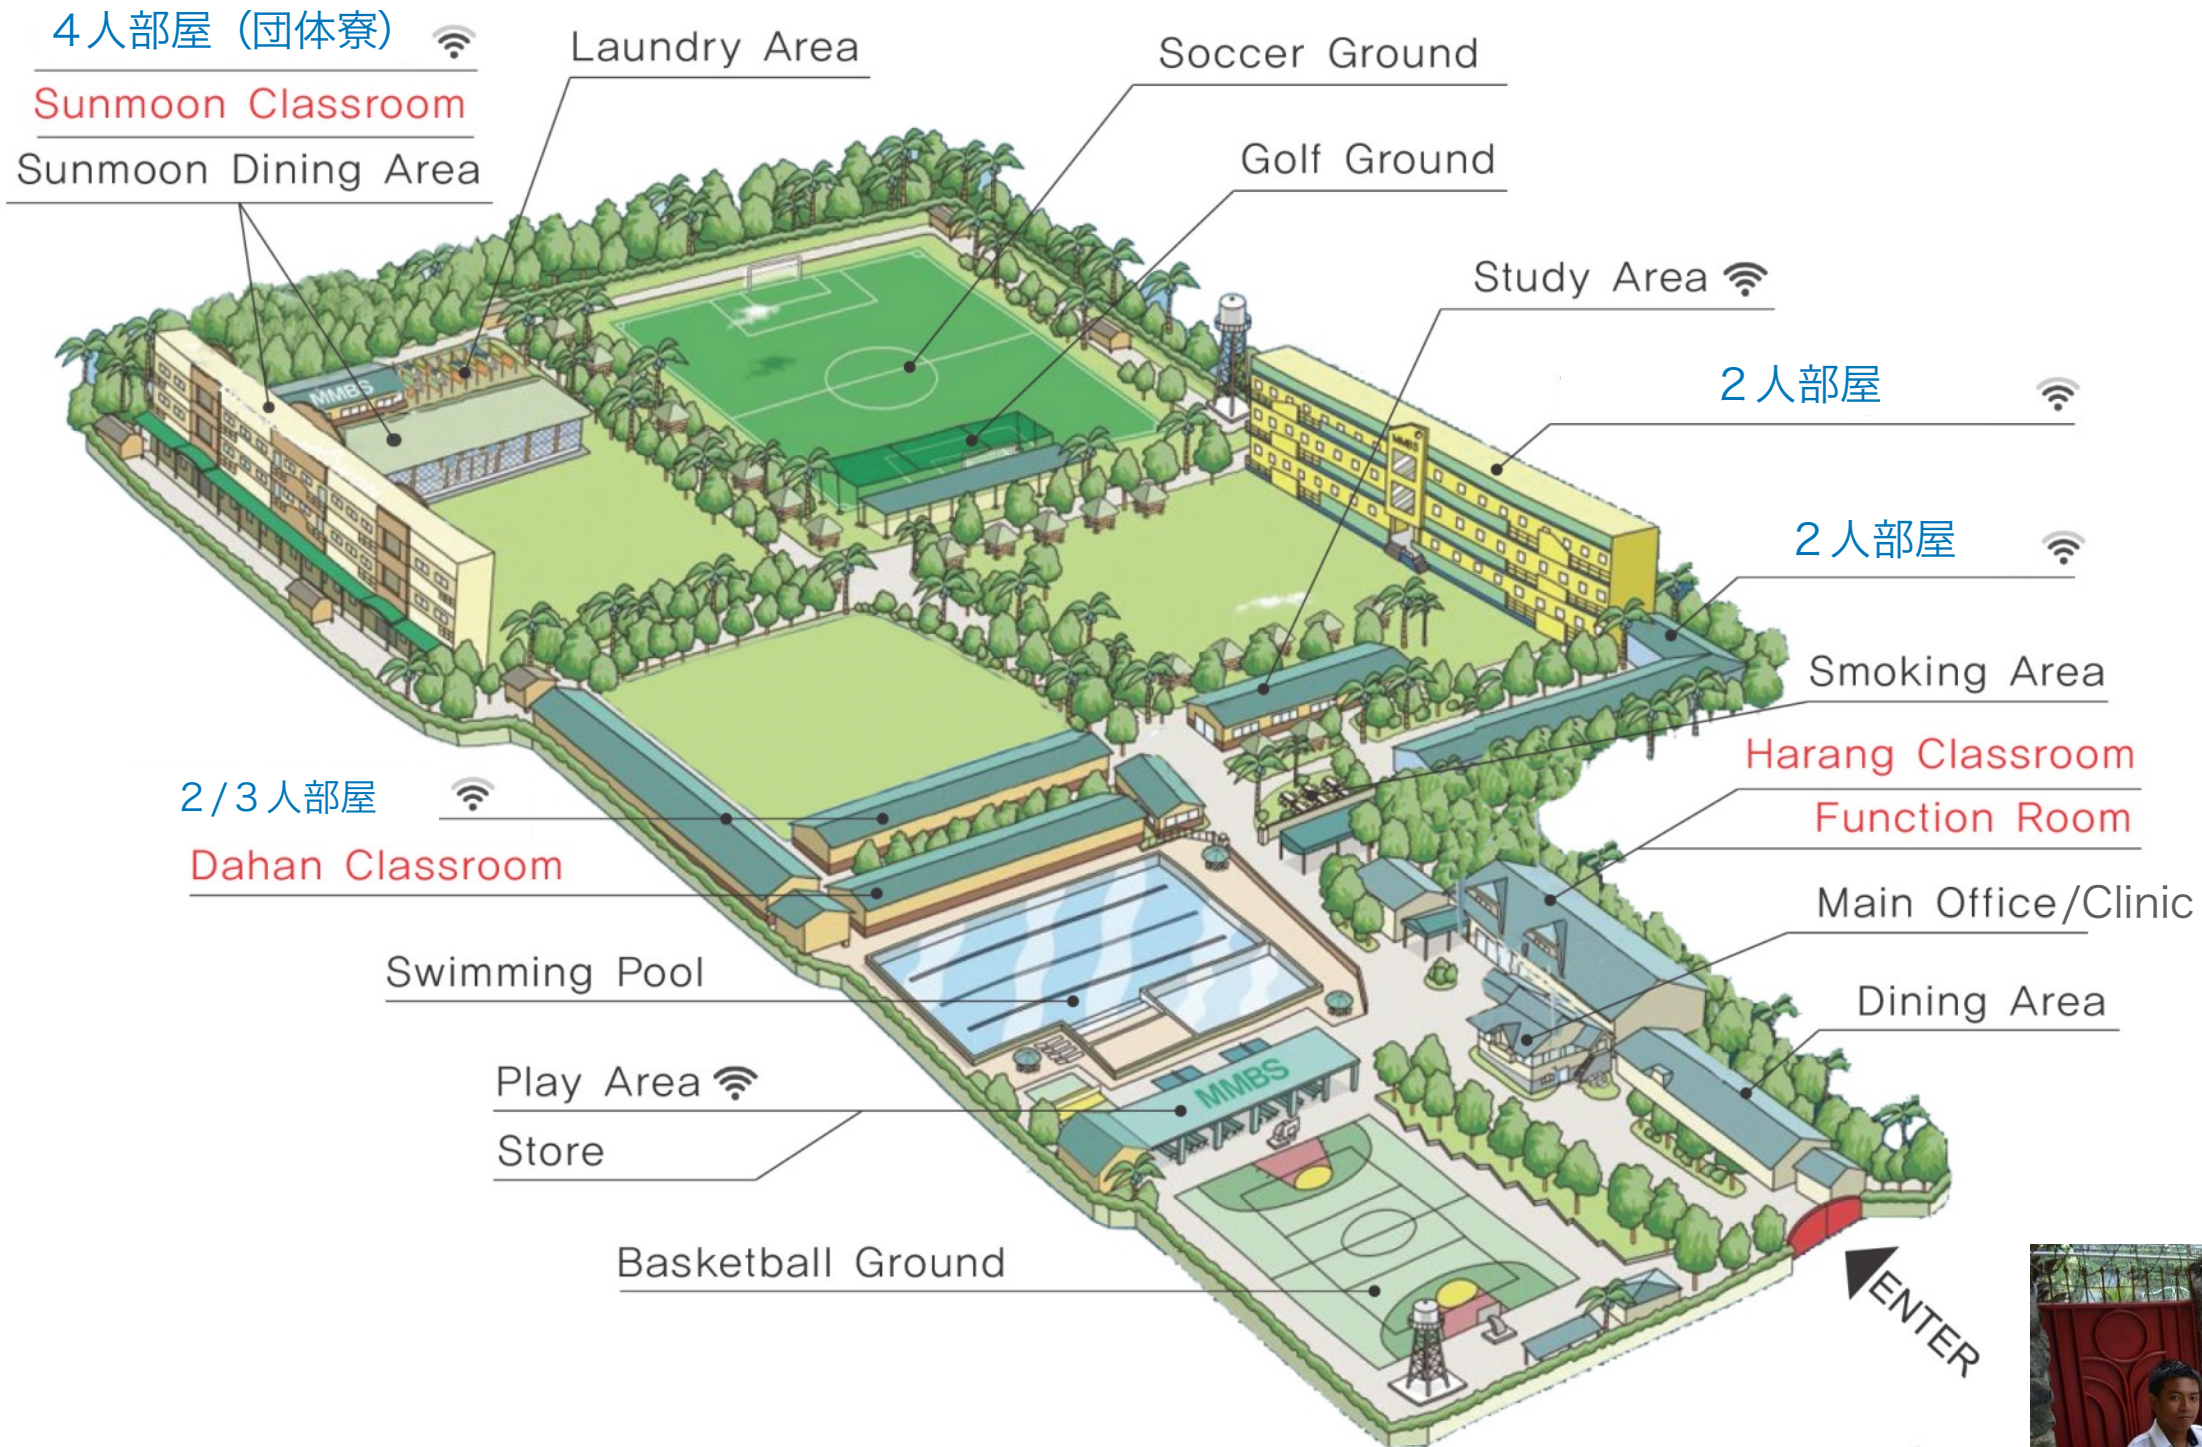 ４人部屋（団体寮）
Sunmoon Classroom
Sunmoon Dining Area
Laundry Area
Soccer Ground
Golf Ground
Study Area
２人部屋
２人部屋
Smoking Area
Harang Classroom
Function Room
Main Office/Clinic
Dining Area
２/３人部屋
Dahan Classroom
Swimming Pool
Play Area
Store
Basketball Ground
ENTER
MMBS
MMBS
MMBS